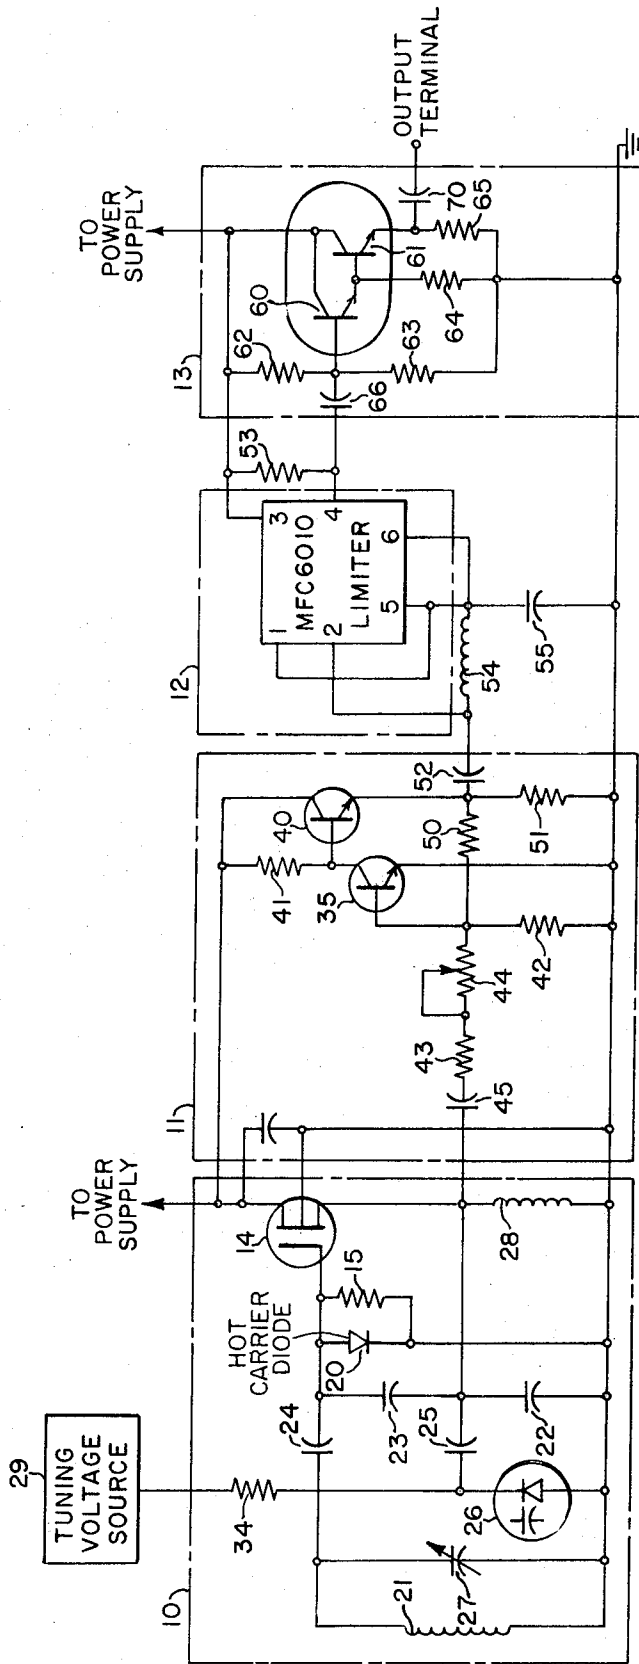 29
TUNING
VOLTAGE
SOURCE
10
34
21
27
26
24
HOT
CARRIER
DIODE
20
15
23
25
22
14
28
TO
POWER
SUPPLY
11
45
43
44
42
35
41
40
50
51
52
12
1
2
3
4
5
6
MFC6010
LIMITER
54
55
53
13
62
66
63
60
61
64
65
70
TO
POWER
SUPPLY
OUTPUT
TERMINAL